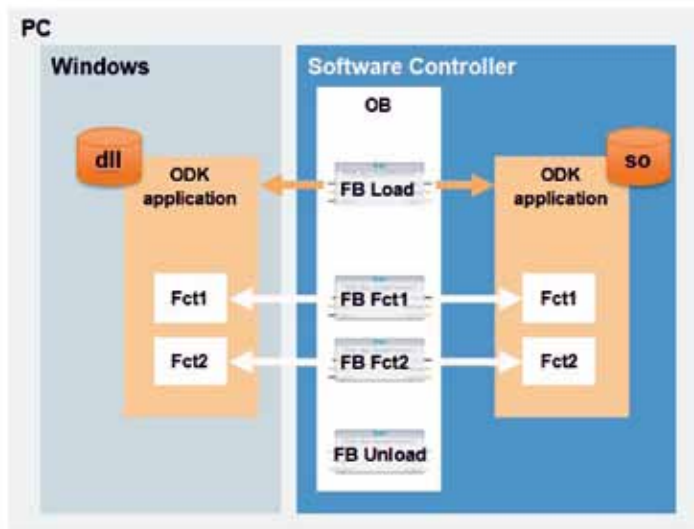 PC
Windows
Software Controller
OB
dll
so
ODK
application
FB Load
ODK
application
Fct1
FB Fct1
Fct1
Fct2
FB Fct2
Fct2
FB Unload